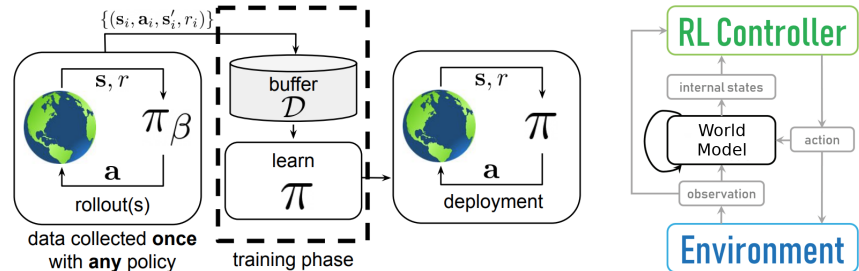 {(s_i, a_i, s'_i, r_i)}
s, r
π_β
a
rollout(s)
data collected once
with any policy
buffer
D
learn
π
training phase
s, r
π
a
deployment
RL Controller
internal states
World
Model
action
observation
Environment